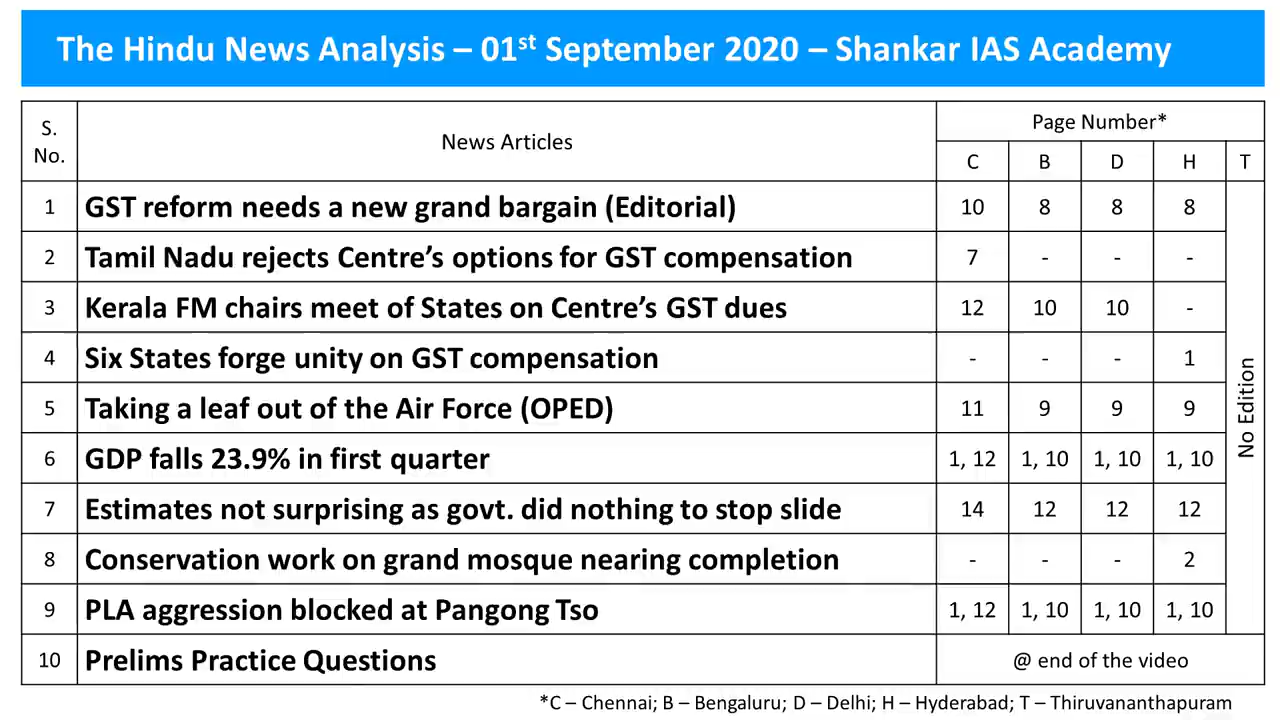 The Hindu News Analysis – 01st September 2020 – Shankar IAS Academy
S. No. News Articles Page Number*
C B D H T
1 GST reform needs a new grand bargain (Editorial) 10 8 8 8
2 Tamil Nadu rejects Centre’s options for GST compensation 7 - - -
3 Kerala FM chairs meet of States on Centre’s GST dues 12 10 10 -
4 Six States forge unity on GST compensation - - - 1
5 Taking a leaf out of the Air Force (OPED) 11 9 9 9
6 GDP falls 23.9% in first quarter 1, 12 1, 10 1, 10 1, 10
7 Estimates not surprising as govt. did nothing to stop slide 14 12 12 12
8 Conservation work on grand mosque nearing completion - - - 2
9 PLA aggression blocked at Pangong Tso 1, 12 1, 10 1, 10 1, 10
No Edition
10 Prelims Practice Questions @ end of the video
*C – Chennai; B – Bengaluru; D – Delhi; H – Hyderabad; T – Thiruvananthapuram